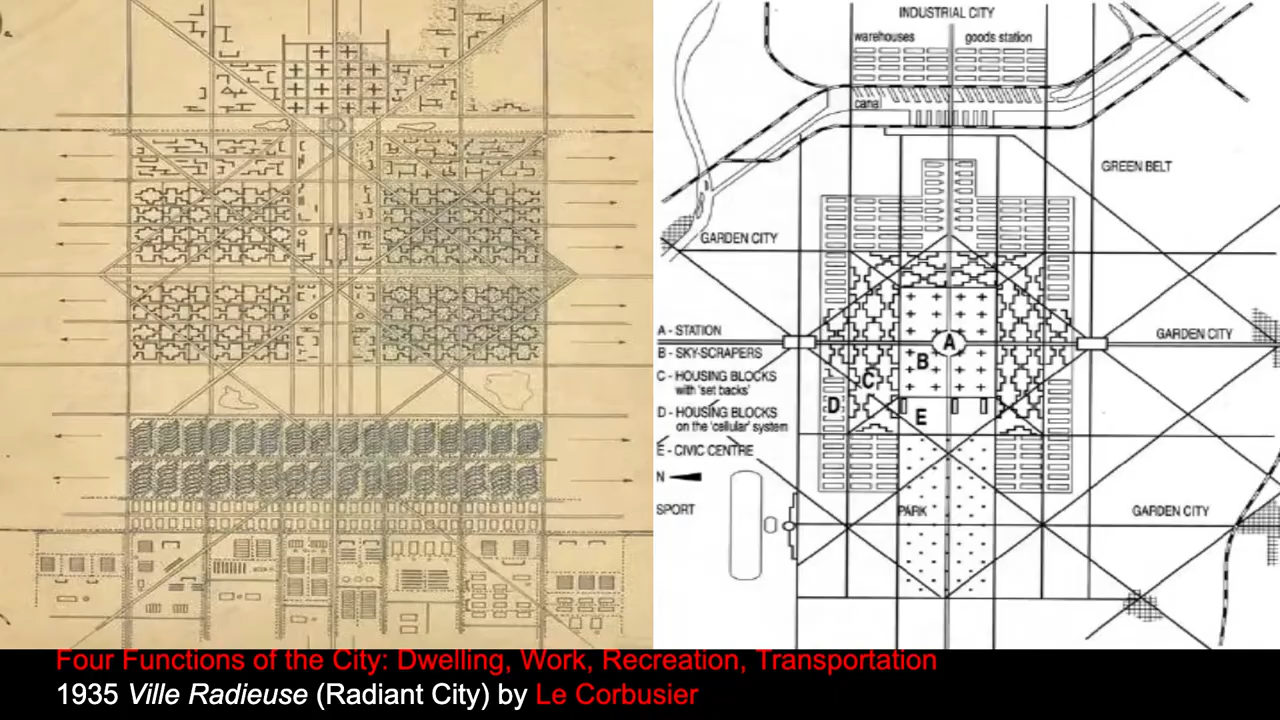 INDUSTRIAL CITY
warehouses
goods station
canal
GREEN BELT
GARDEN CITY
A - STATION
GARDEN CITY
B - SKY-SCRAPERS
C - HOUSING BLOCKS
with 'set backs'
D - HOUSING BLOCKS
on the 'cellular' system
E - CIVIC CENTRE
N
SPORT
A
B
C
D
E
PARK
GARDEN CITY
Four Functions of the City: Dwelling, Work, Recreation, Transportation
1935 Ville Radieuse (Radiant City) by Le Corbusier